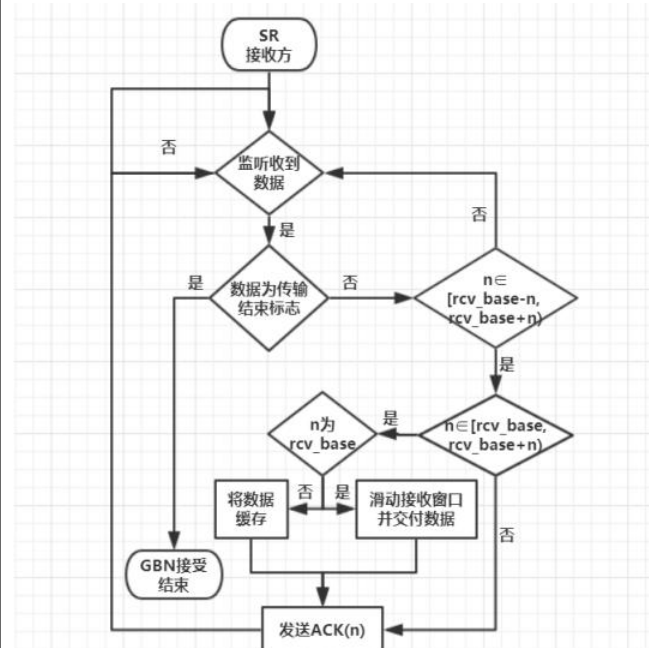 SR
接收方
否
监听收到
数据
否
是
是
数据为传输
结束标志
否
n∈
[rcv_base-n,
rcv_base+n)
是
n为
rcv_base
是
n∈[rcv_base,
rcv_base+n)
将数据
缓存
否
是
滑动接收窗口
并交付数据
否
GBN接受
结束
发送ACK(n)